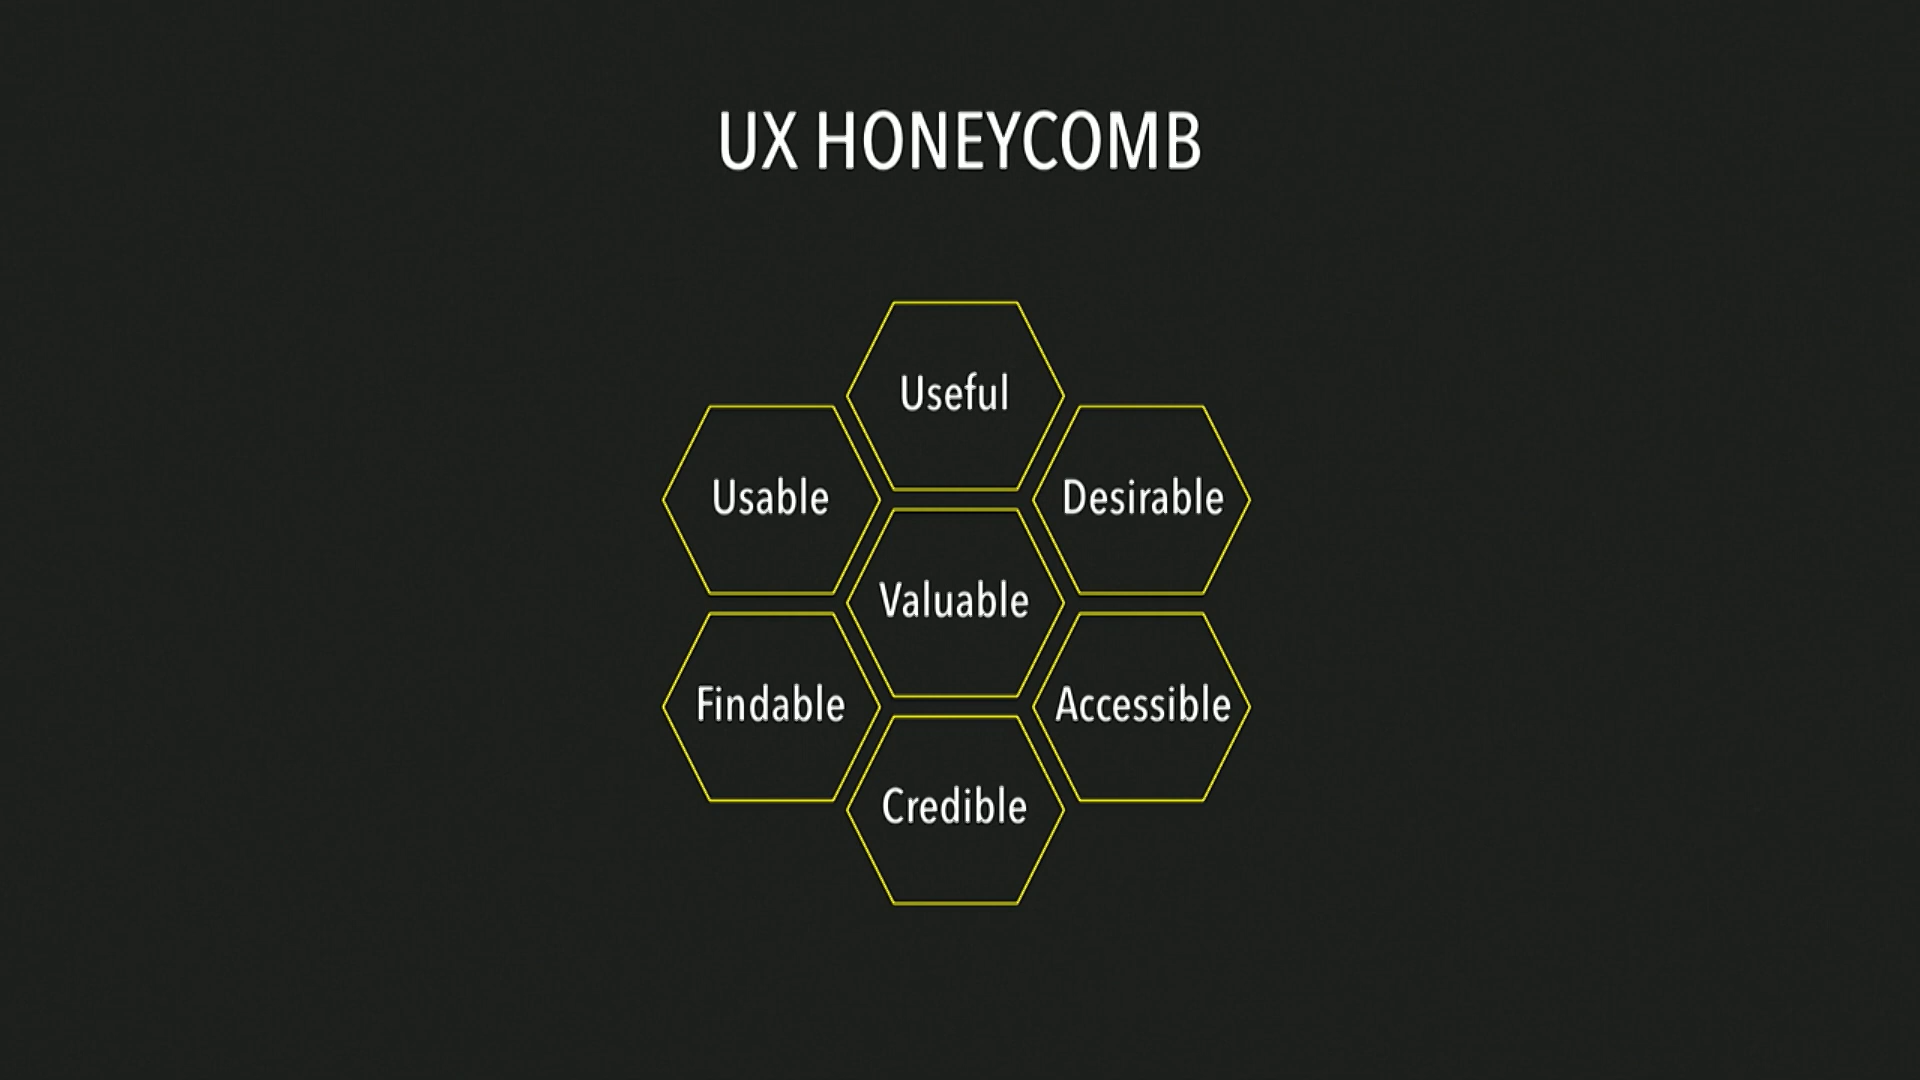 UX HONEYCOMB
Useful
Usable
Desirable
Valuable
Findable
Accessible
Credible